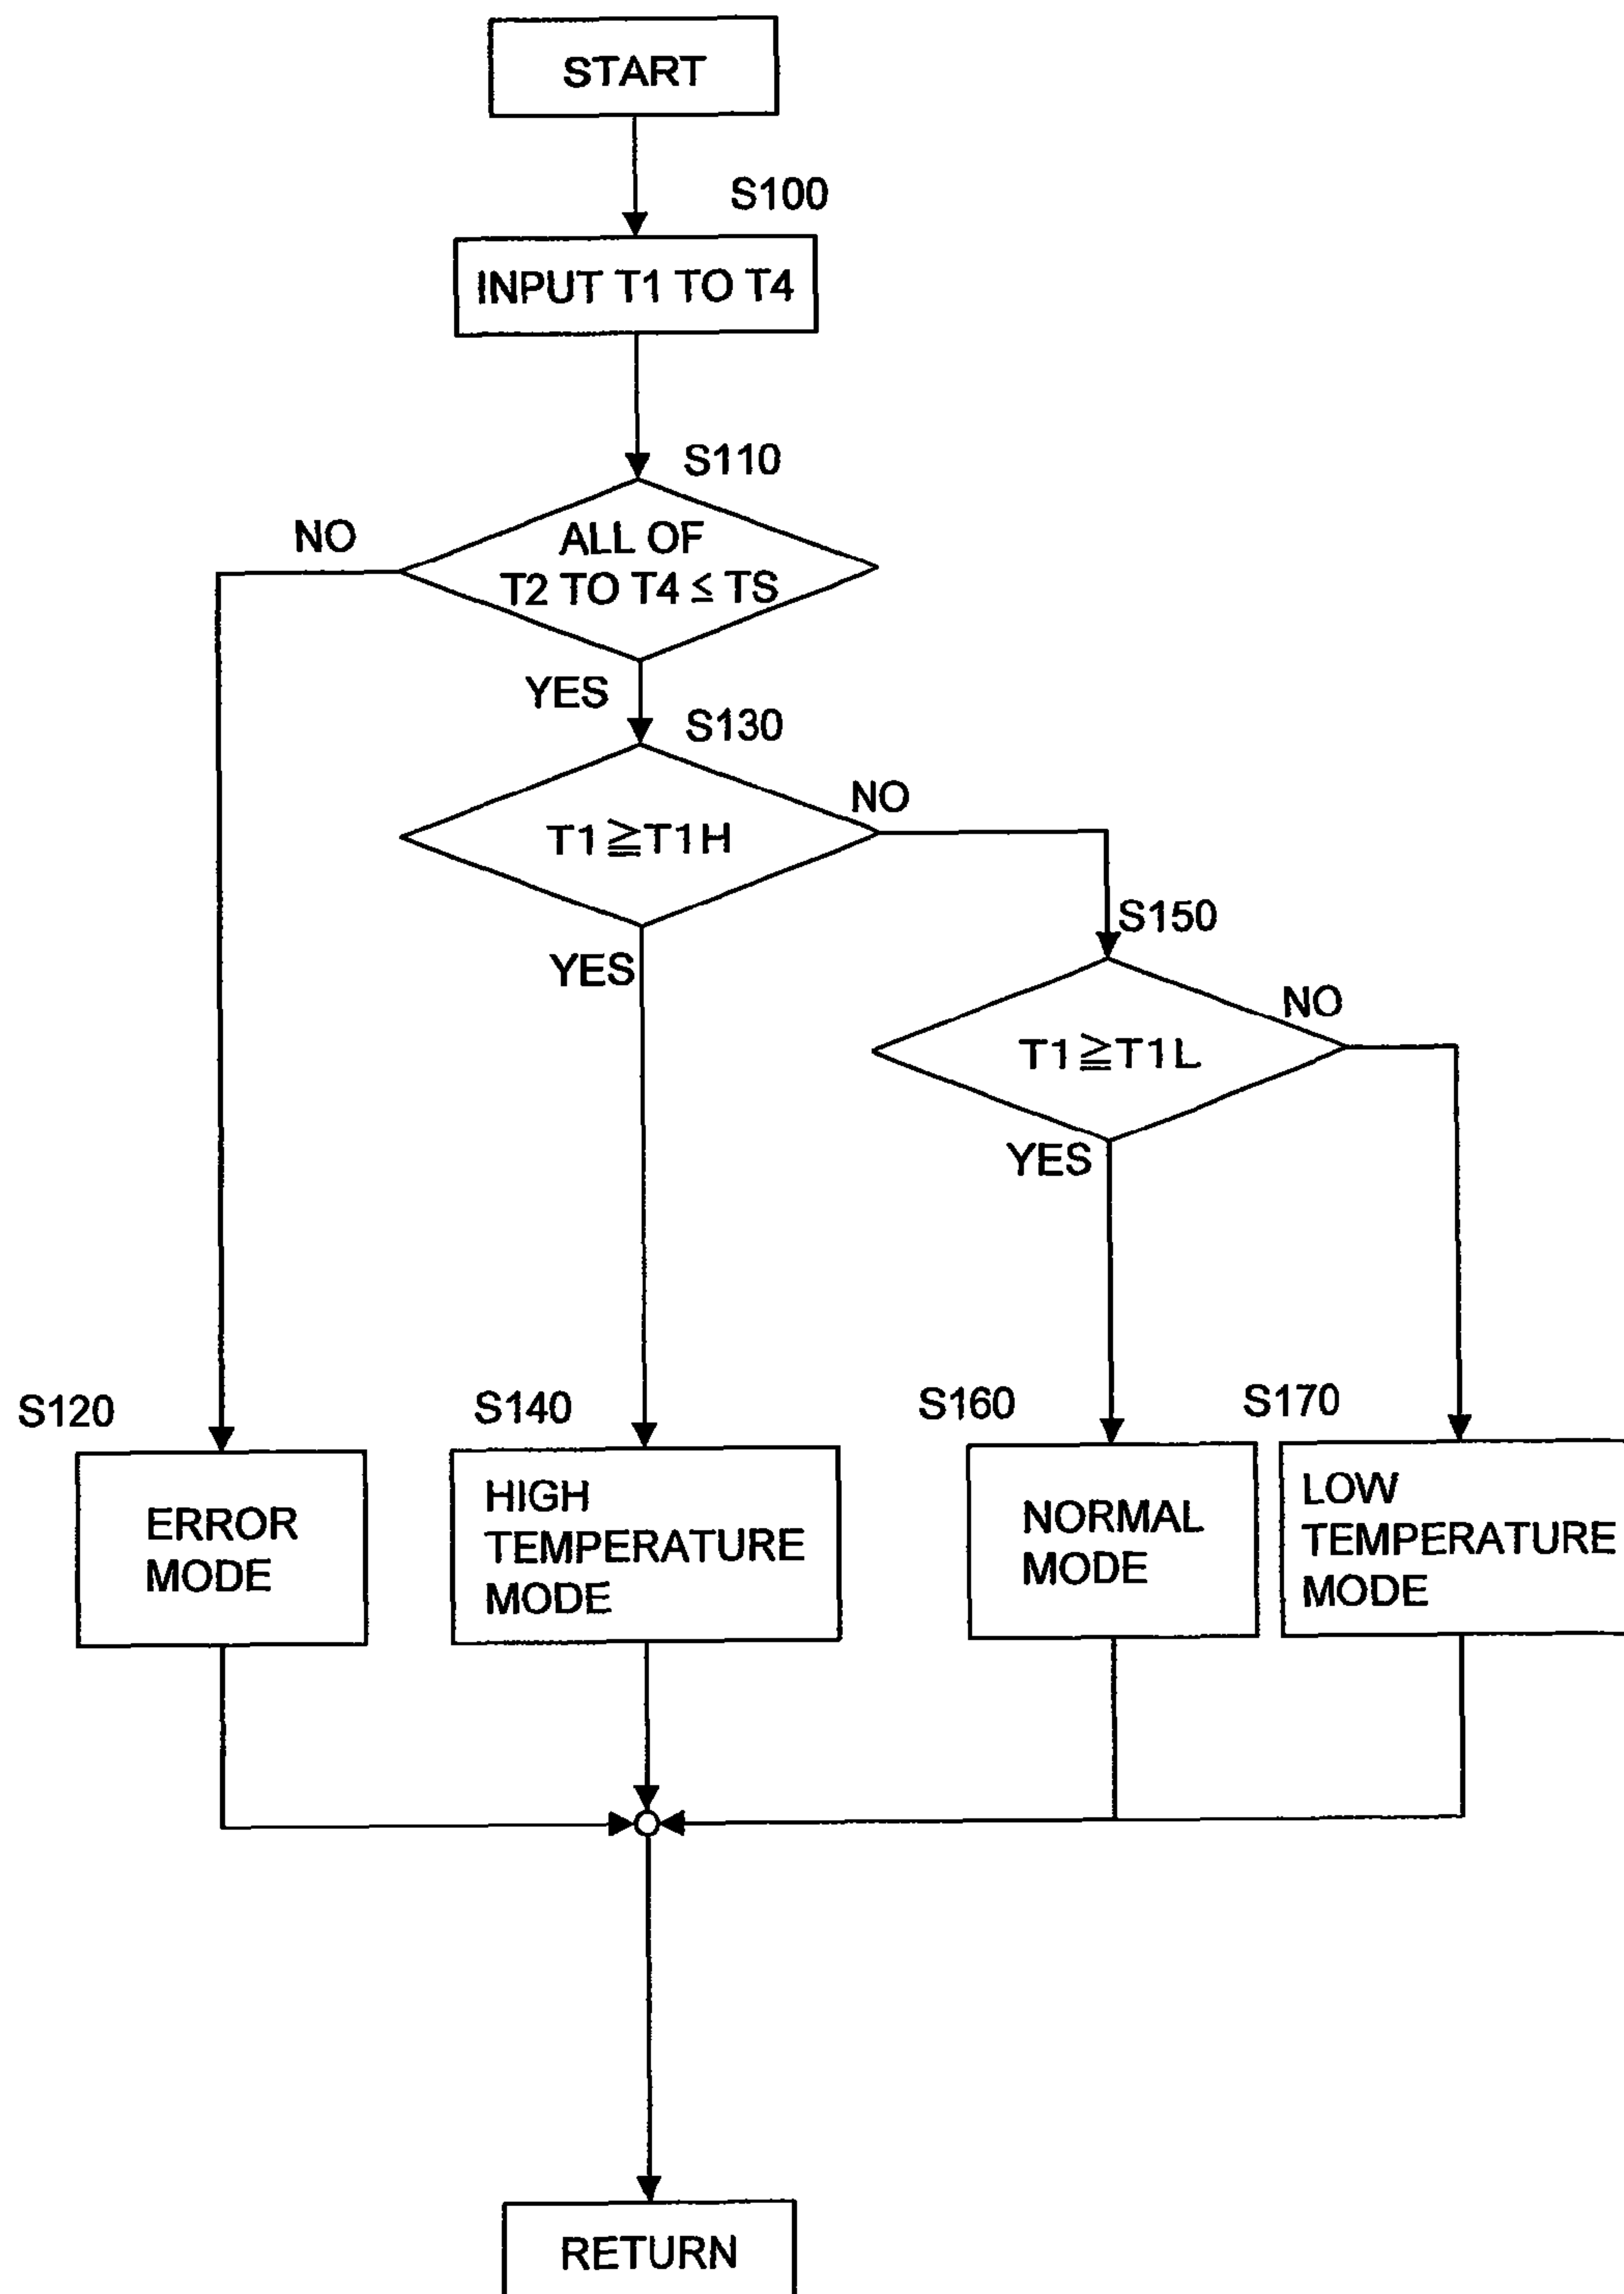 START
S100
INPUT T1 TO T4
S110
NO
ALL OF
T2 TO T4 ≤ TS
YES
S130
NO
T1≧T1H
YES
S150
NO
T1≧T1L
YES
S120
ERROR
MODE
S140
HIGH
TEMPERATURE
MODE
S160
NORMAL
MODE
S170
LOW
TEMPERATURE
MODE
RETURN